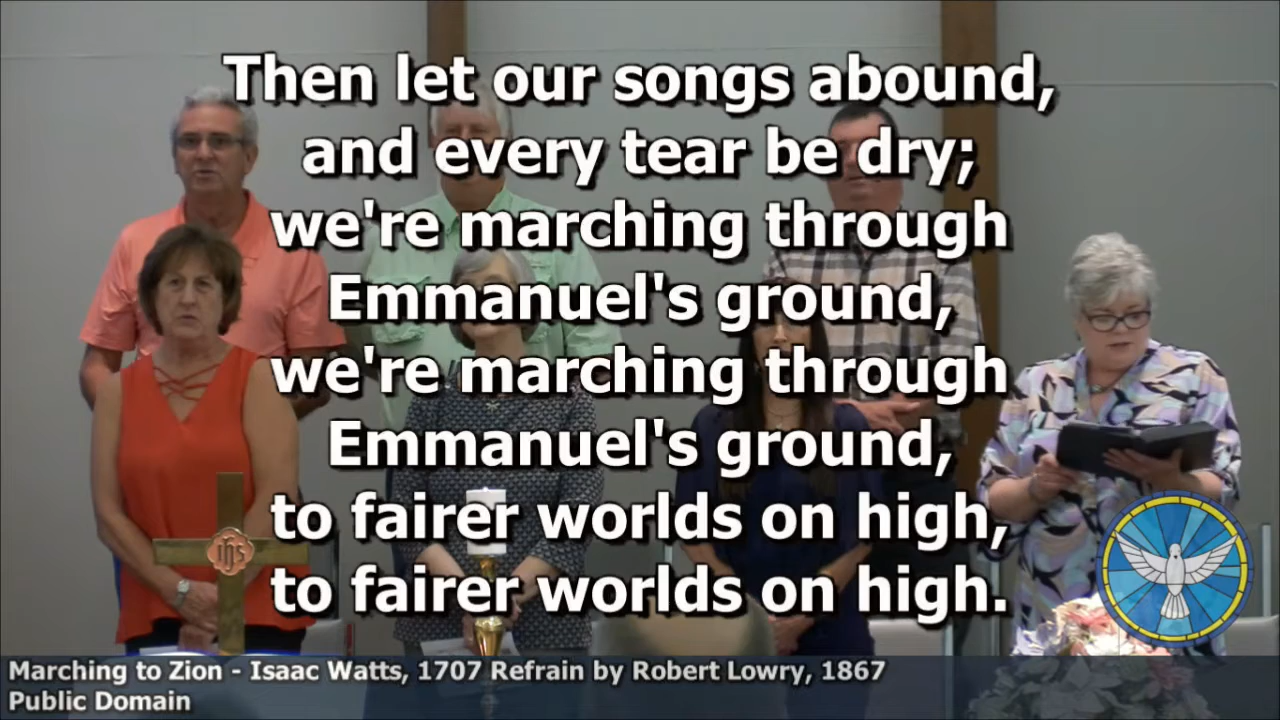 Then let our songs abound,
and every tear be dry;
we're marching through
Emmanuel's ground,
we're marching through
Emmanuel's ground,
to fairer worlds on high,
to fairer worlds on high.
ihs
Marching to Zion - Isaac Watts, 1707 Refrain by Robert Lowry, 1867
Public Domain